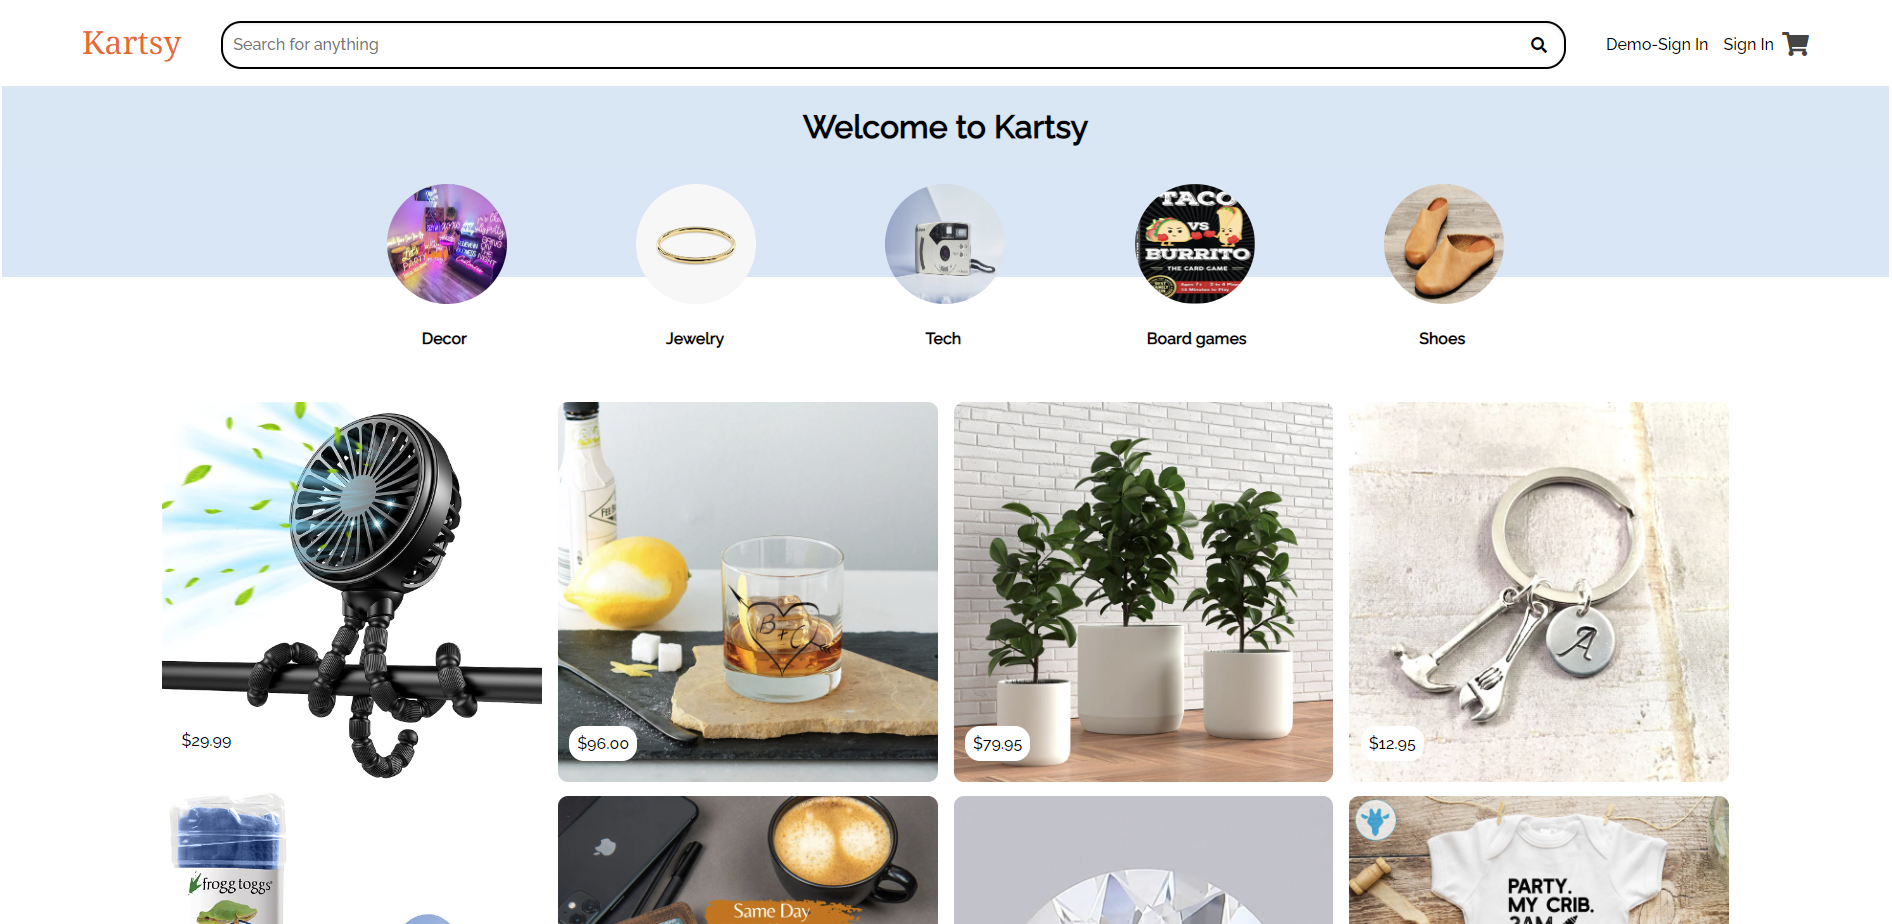 Kartsy
Search for anything
Demo-Sign In
Sign In
Welcome to Kartsy
TACO
VS
BURRITO
THE CARD GAME
Decor
Jewelry
Tech
Board games
Shoes
$29.99
B+C
$96.00
$79.95
A
$12.95
frogg toggs
Same Day
PARTY.
MY CRIB.
2AM